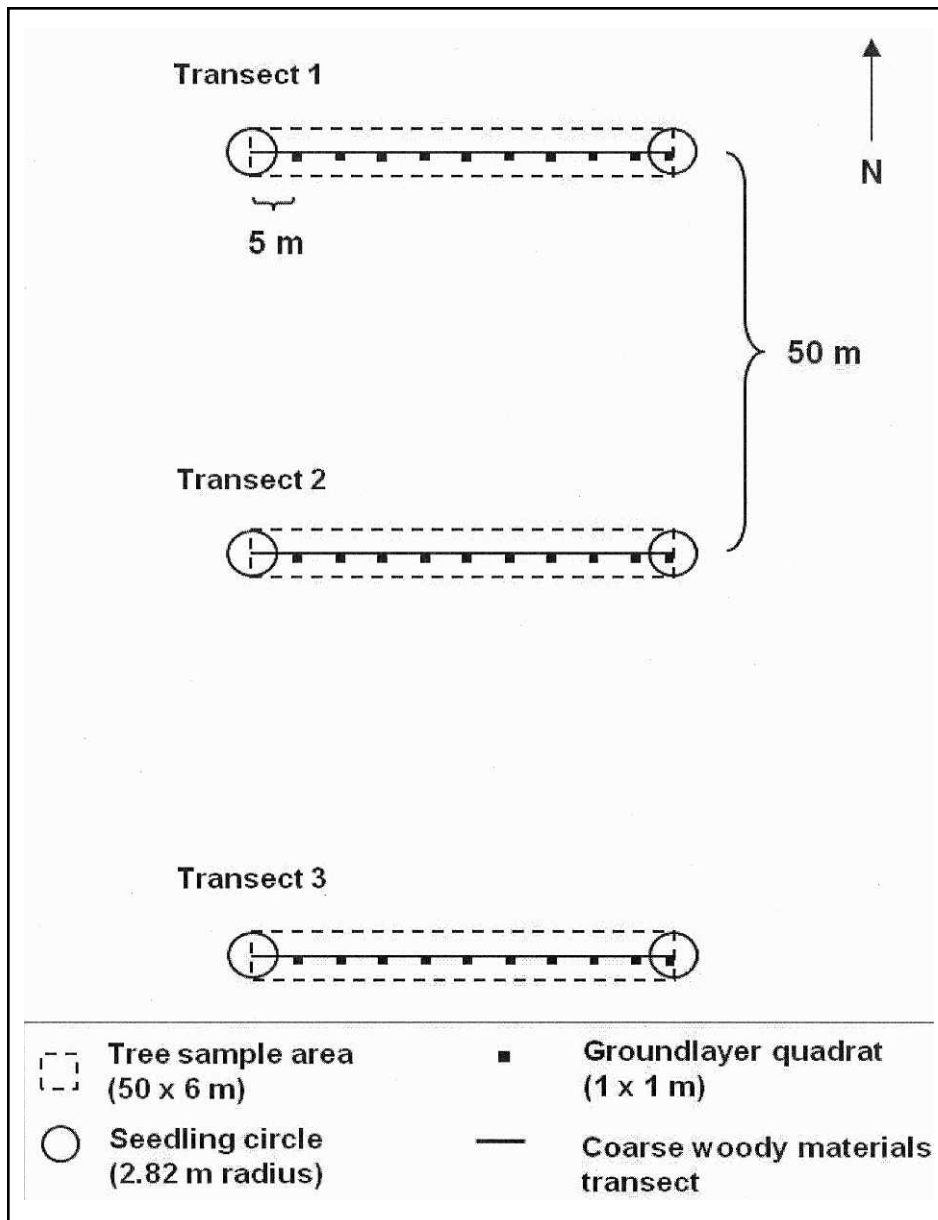 Transect 1
N
5 m
50 m
Transect 2
Transect 3
Tree sample area
(50 x 6 m)
Groundlayer quadrat
(1 x 1 m)
Seedling circle
(2.82 m radius)
Coarse woody materials
transect